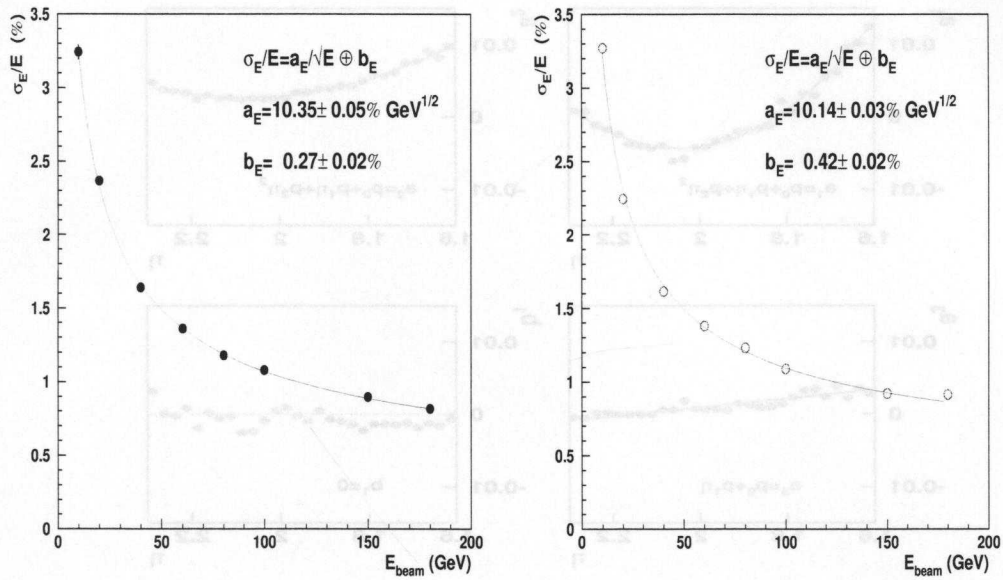 σE/E (%)
3.5
3
2.5
2
1.5
1
0.5
0
0
50
100
150
200
Ebeam (GeV)
σE/E=aE/√E ⊕ bE
aE=10.35± 0.05% GeV1/2
bE= 0.27± 0.02%
σE/E (%)
3.5
3
2.5
2
1.5
1
0.5
0
0
50
100
150
200
Ebeam (GeV)
σE/E=aE/√E ⊕ bE
aE=10.14± 0.03% GeV1/2
bE= 0.42± 0.02%